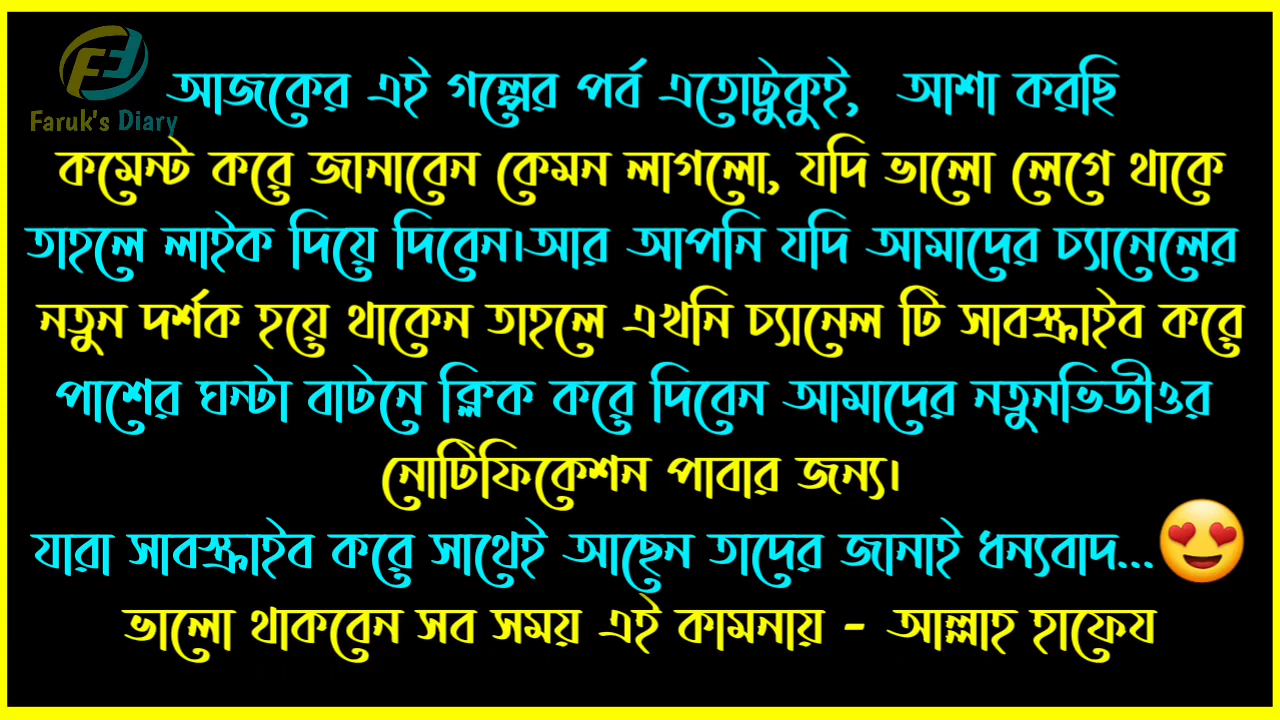 Faruk's Diary
আজকের এই গল্পের পর্ব এতোটুকুই, আশা করছি
কমেন্ট করে জানাবেন কেমন লাগলো, যদি ভালো লেগে থাকে
তাহলে লাইক দিয়ে দিবেন।আর আপনি যদি আমাদের চ্যানেলের
নতুন দর্শক হয়ে থাকেন তাহলে এখনি চ্যানেল টি সাবস্ক্রাইব করে
পাশের ঘন্টা বাটনে ক্লিক করে দিবেন আমাদের নতুনভিডীওর
নোটিফিকেশন পাবার জন্য।
যারা সাবস্ক্রাইব করে সাথেই আছেন তাদের জানাই ধন্যবাদ...😍
ভালো থাকবেন সব সময় এই কামনায় - আল্লাহ হাফেয